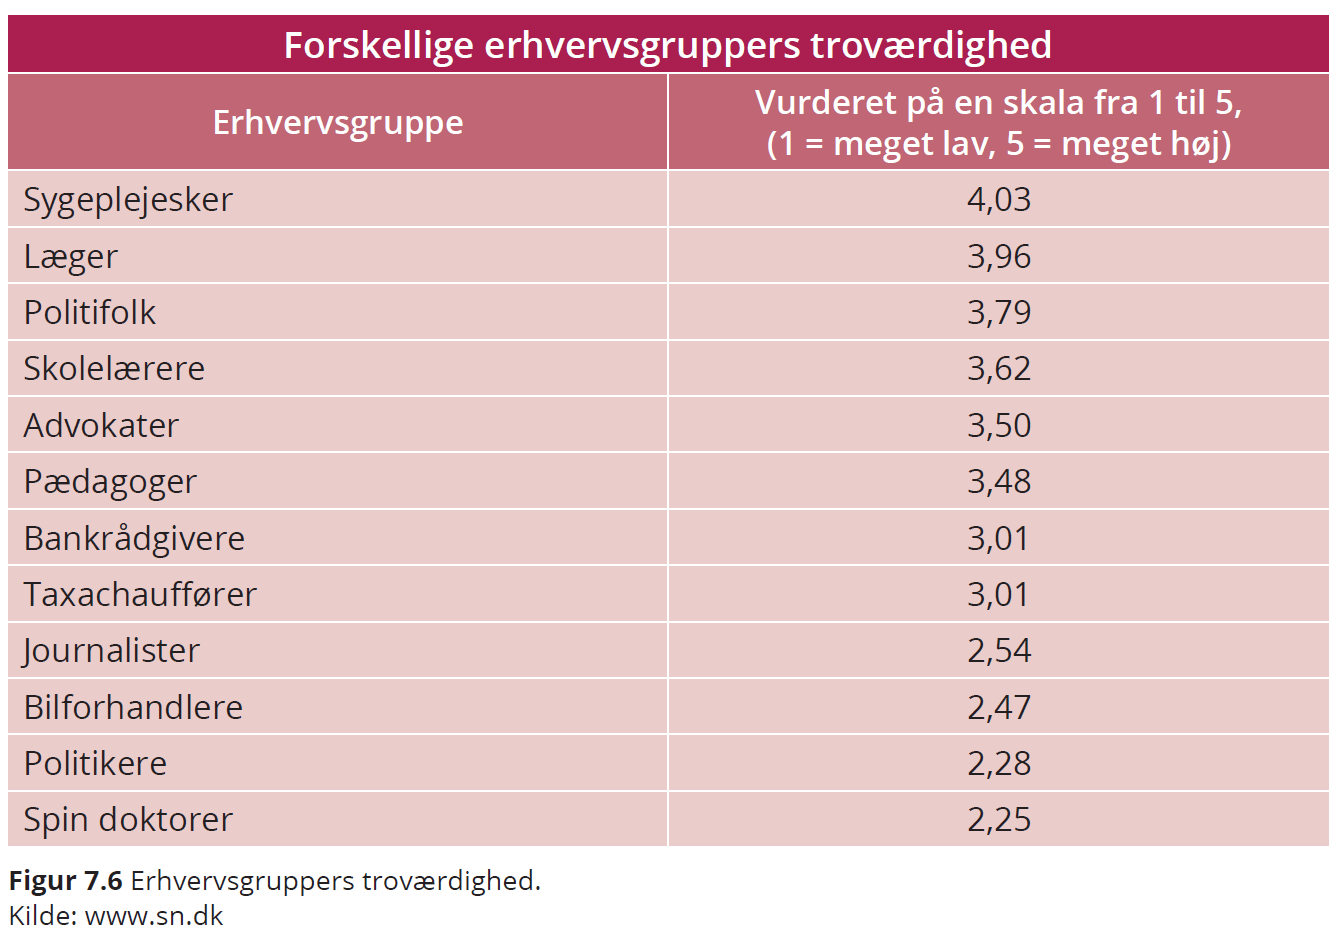 Forskellige erhvervsgruppers troværdighed
Erhvervsgruppe
Vurderet på en skala fra 1 til 5,
(1 = meget lav, 5 = meget høj)
Sygeplejesker 4,03
Læger 3,96
Politifolk 3,79
Skolelærere 3,62
Advokater 3,50
Pædagoger 3,48
Bankrådgivere 3,01
Taxachauffører 3,01
Journalister 2,54
Bilforhandlere 2,47
Politikere 2,28
Spin doktorer 2,25
Figur 7.6 Erhvervsgruppers troværdighed.
Kilde: www.sn.dk